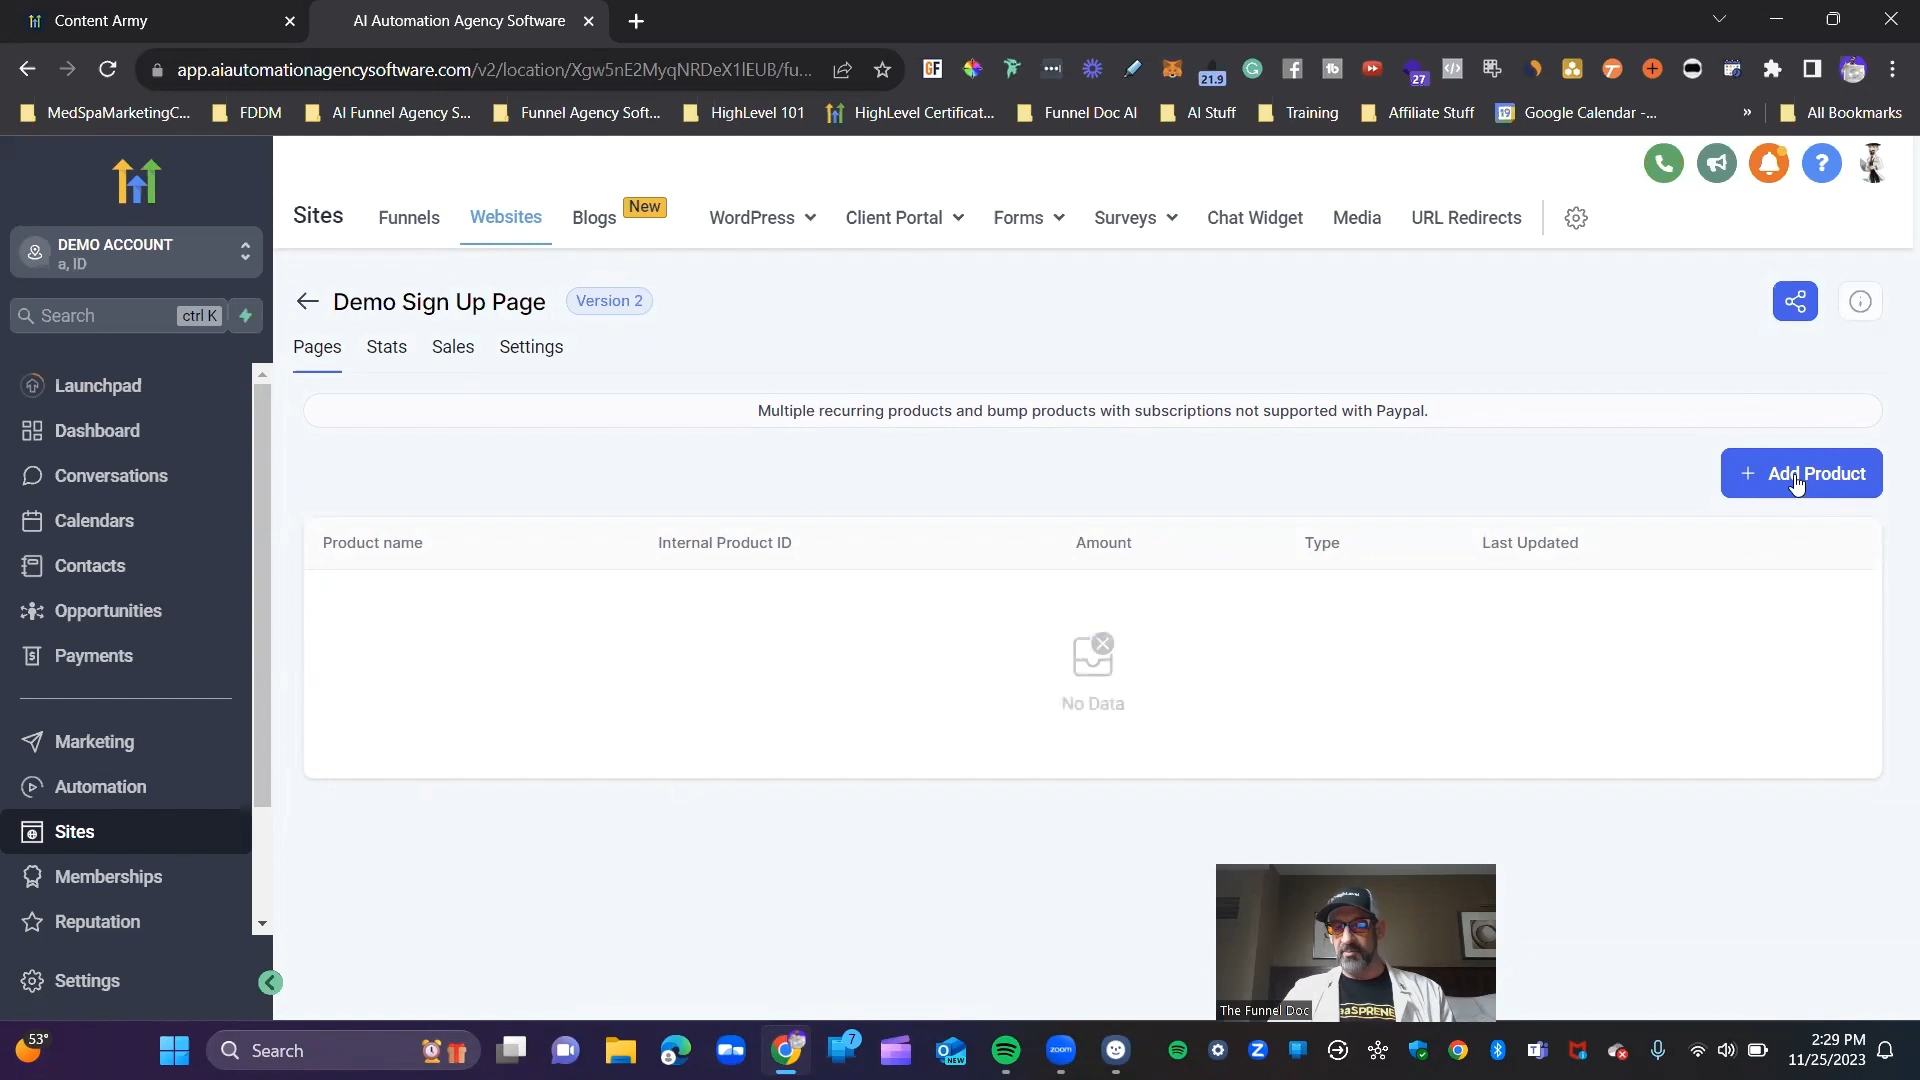 Content Army
AI Automation Agency Software
app.aiautomationagencysoftware.com/v2/location/Xgw5nE2MyqNRDeX1lEUB/fu...
21.9
27
MedSpaMarketingC...
FDDM
AI Funnel Agency S...
Funnel Agency Soft...
HighLevel 101
HighLevel Certificat...
Funnel Doc AI
AI Stuff
Training
Affiliate Stuff
Google Calendar -...
»
All Bookmarks
DEMO ACCOUNT
a, ID
Search
ctrl K
Launchpad
Dashboard
Conversations
Calendars
Contacts
Opportunities
Payments
Marketing
Automation
Sites
Memberships
Reputation
Settings
Sites
Funnels
Websites
Blogs
New
WordPress
Client Portal
Forms
Surveys
Chat Widget
Media
URL Redirects
Demo Sign Up Page
Version 2
Pages
Stats
Sales
Settings
Multiple recurring products and bump products with subscriptions not supported with Paypal.
+ Add Product
Product name
Internal Product ID
Amount
Type
Last Updated
No Data
The Funnel Doc
53°
Search
7
NEW
zoom
2:29 PM
11/25/2023